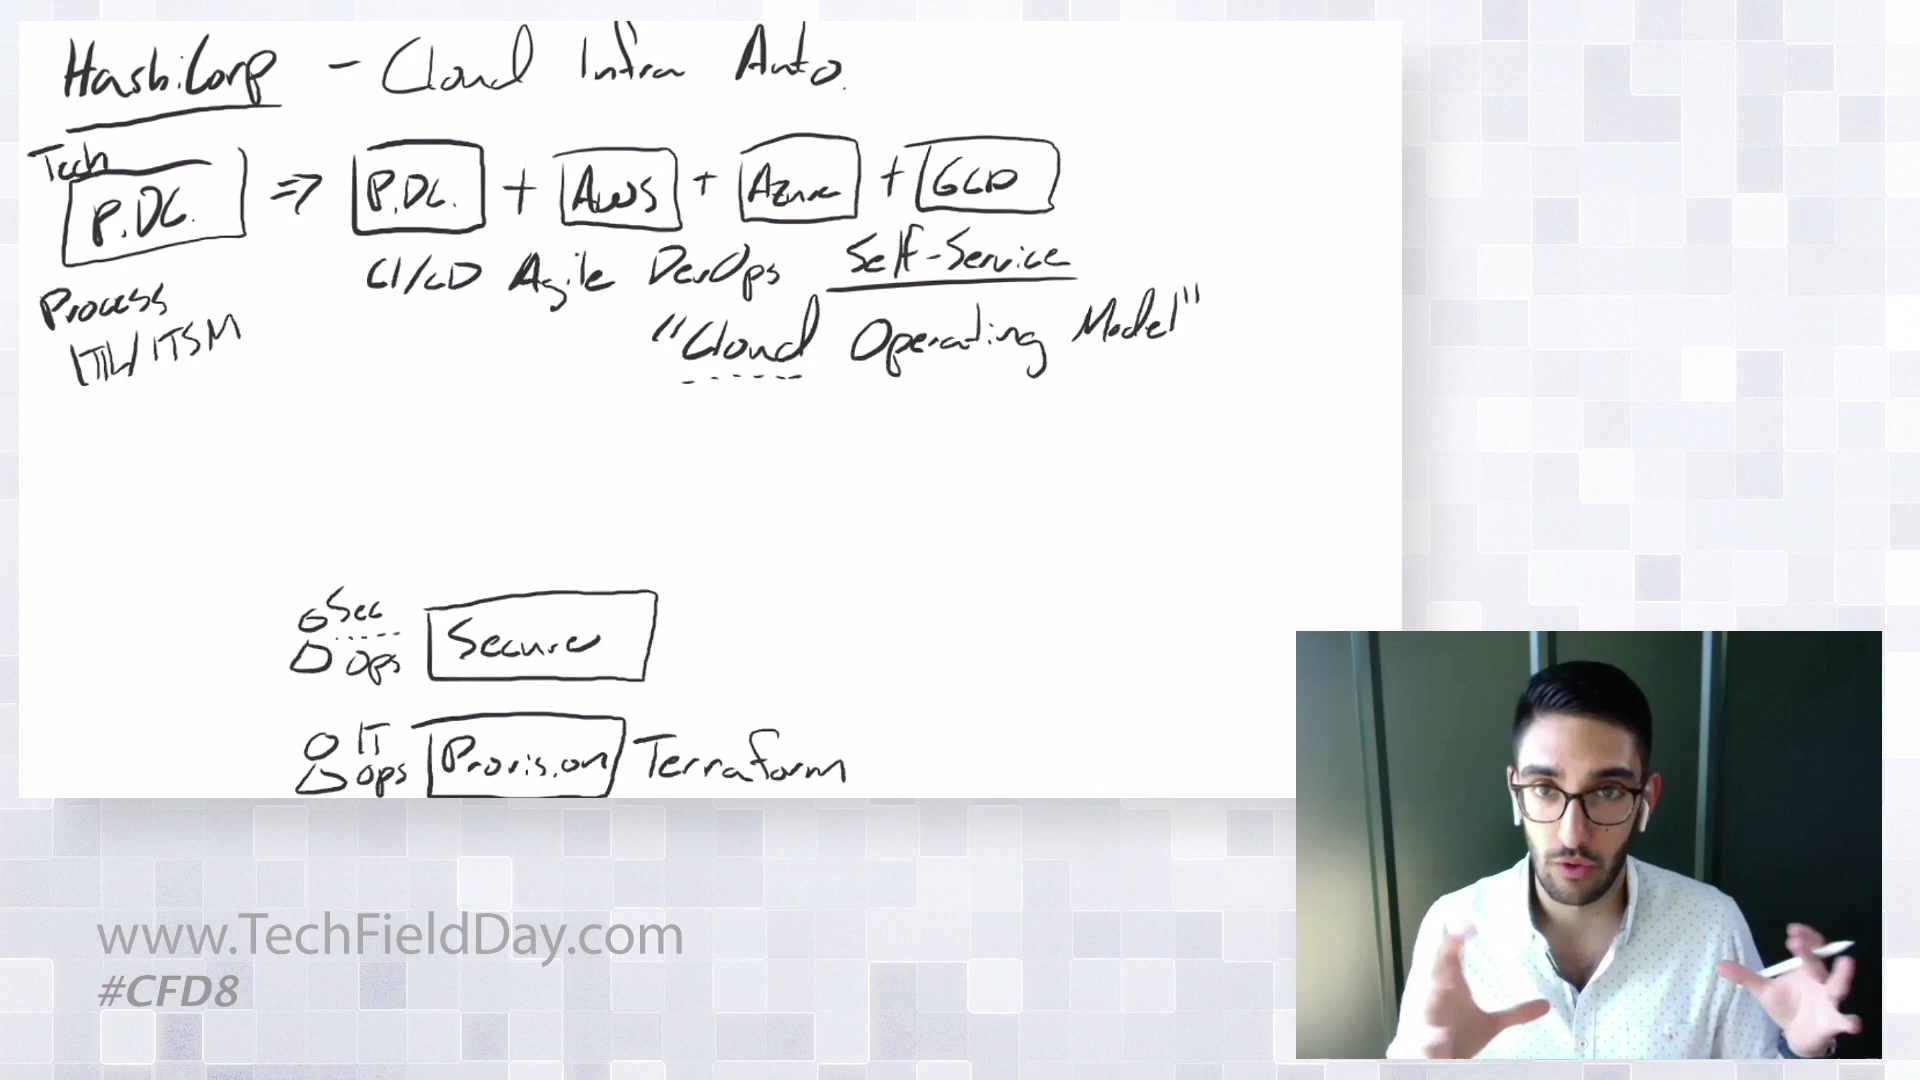 HashiCorp - Cloud Infra Auto.
Tech
P.DC. => P.DC. + AWS + Azure + GCP
CI/CD Agile DevOps Self-Service
Process
ITIL/ITSM
"Cloud Operating Model"
Sec
Ops
Secure
IT
Ops
Provision Terraform
www.TechFieldDay.com
#CFD8